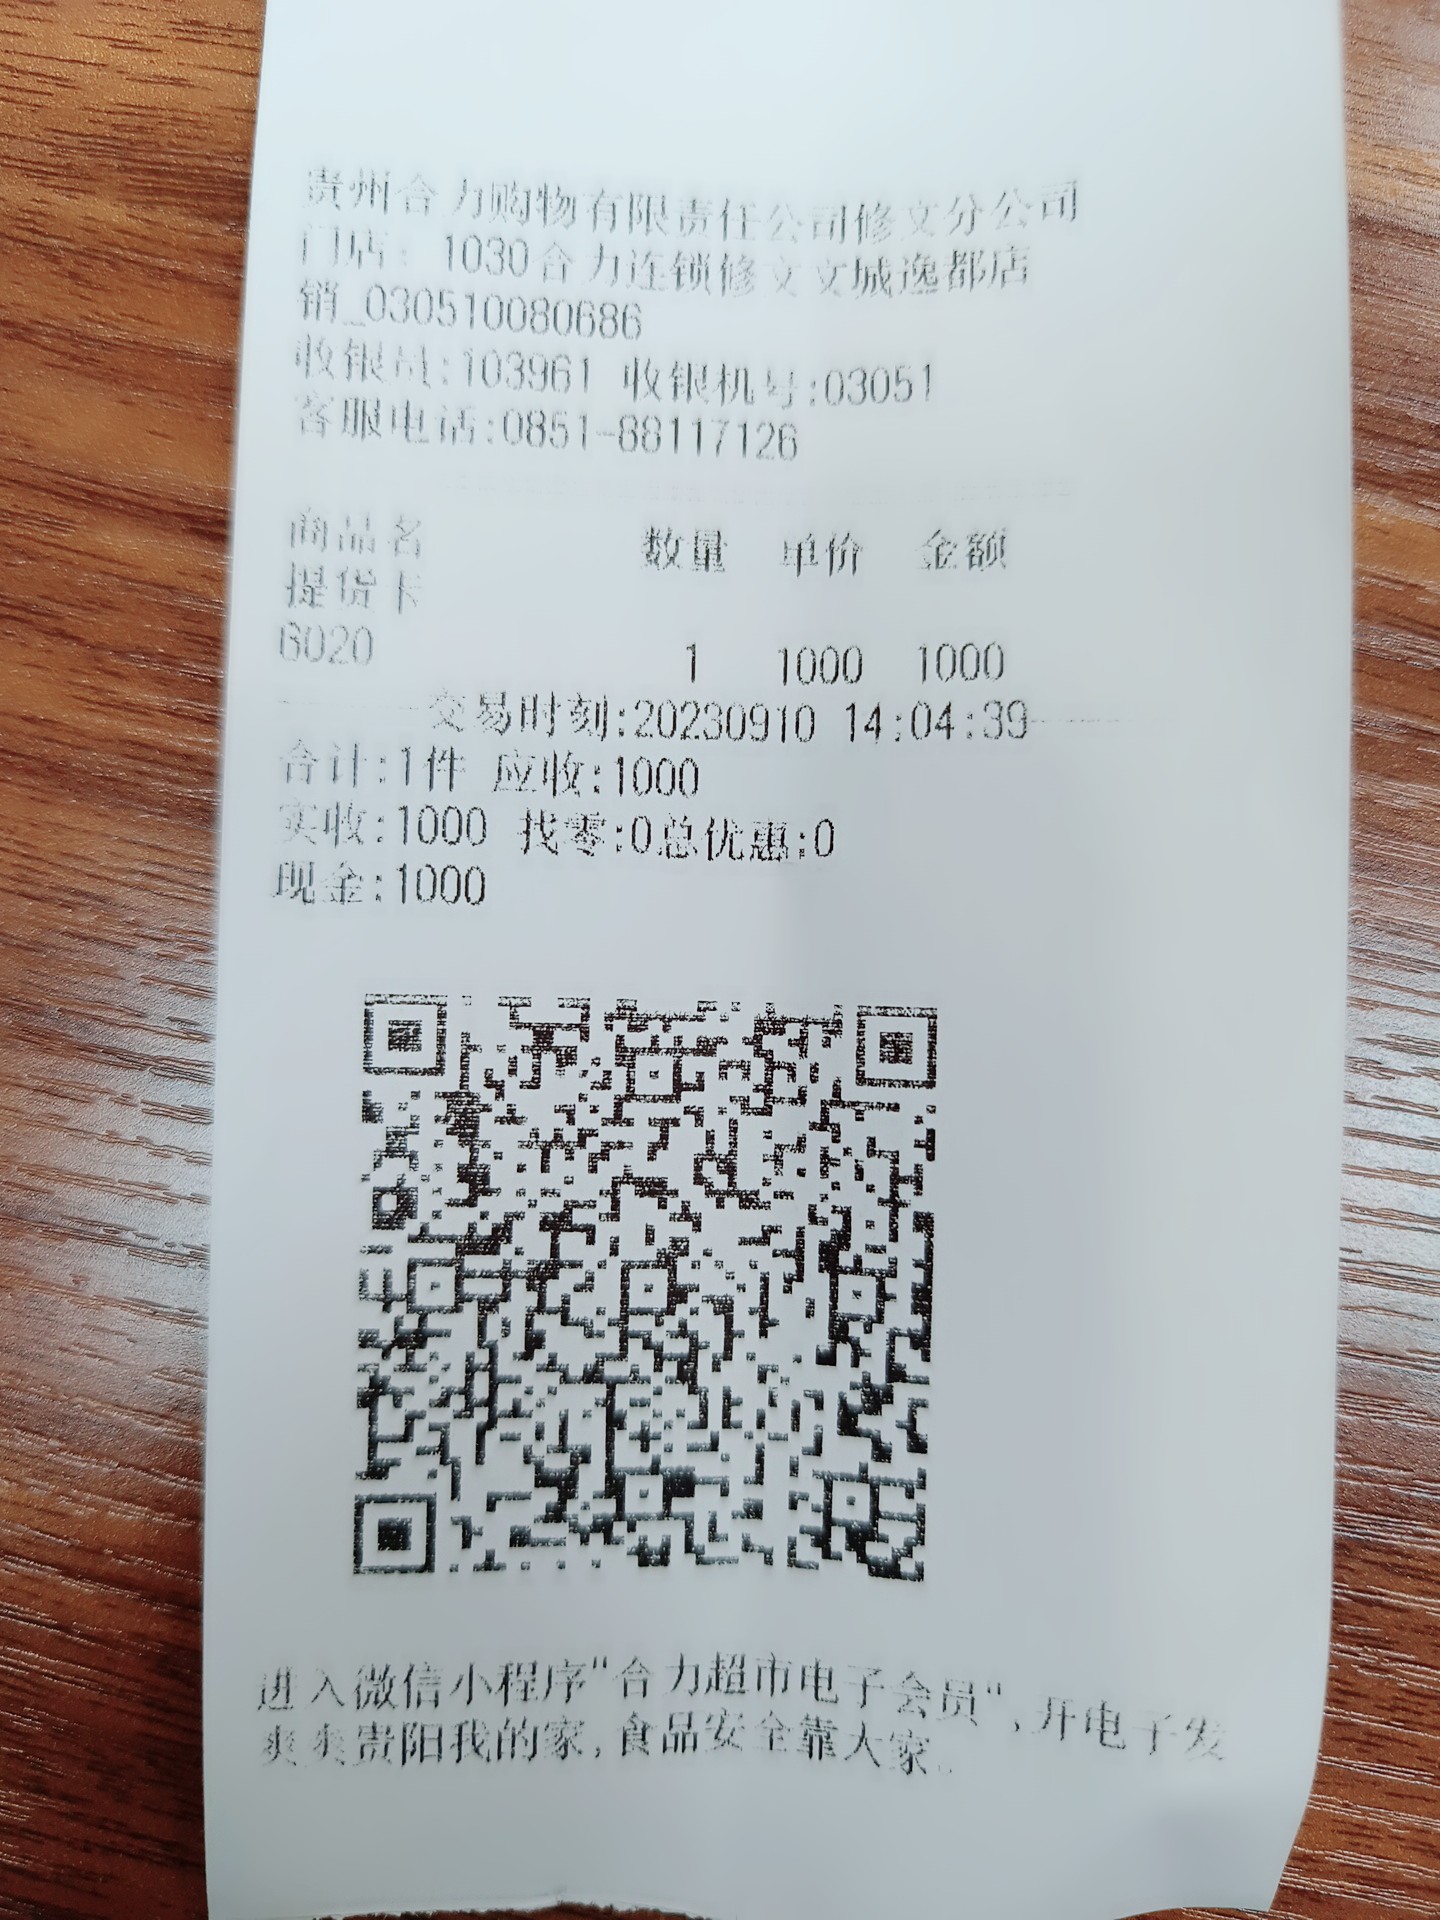 贵州合力购物有限责任公司修文分公司
门店: 1030合力连锁修文文城逸都店
销_030510080686
收银员:103961 收银机号:03051
客服电话:0851-88117126
商品名 数量 单价 金额
提货卡
6020 1 1000 1000
交易时刻:20230910 14:04:39
合计:1件 应收:1000
实收:1000 找零:0总优惠:0
现金:1000
进入微信小程序"合力超市电子会员",开电子发
爽爽贵阳我的家,食品安全靠大家..